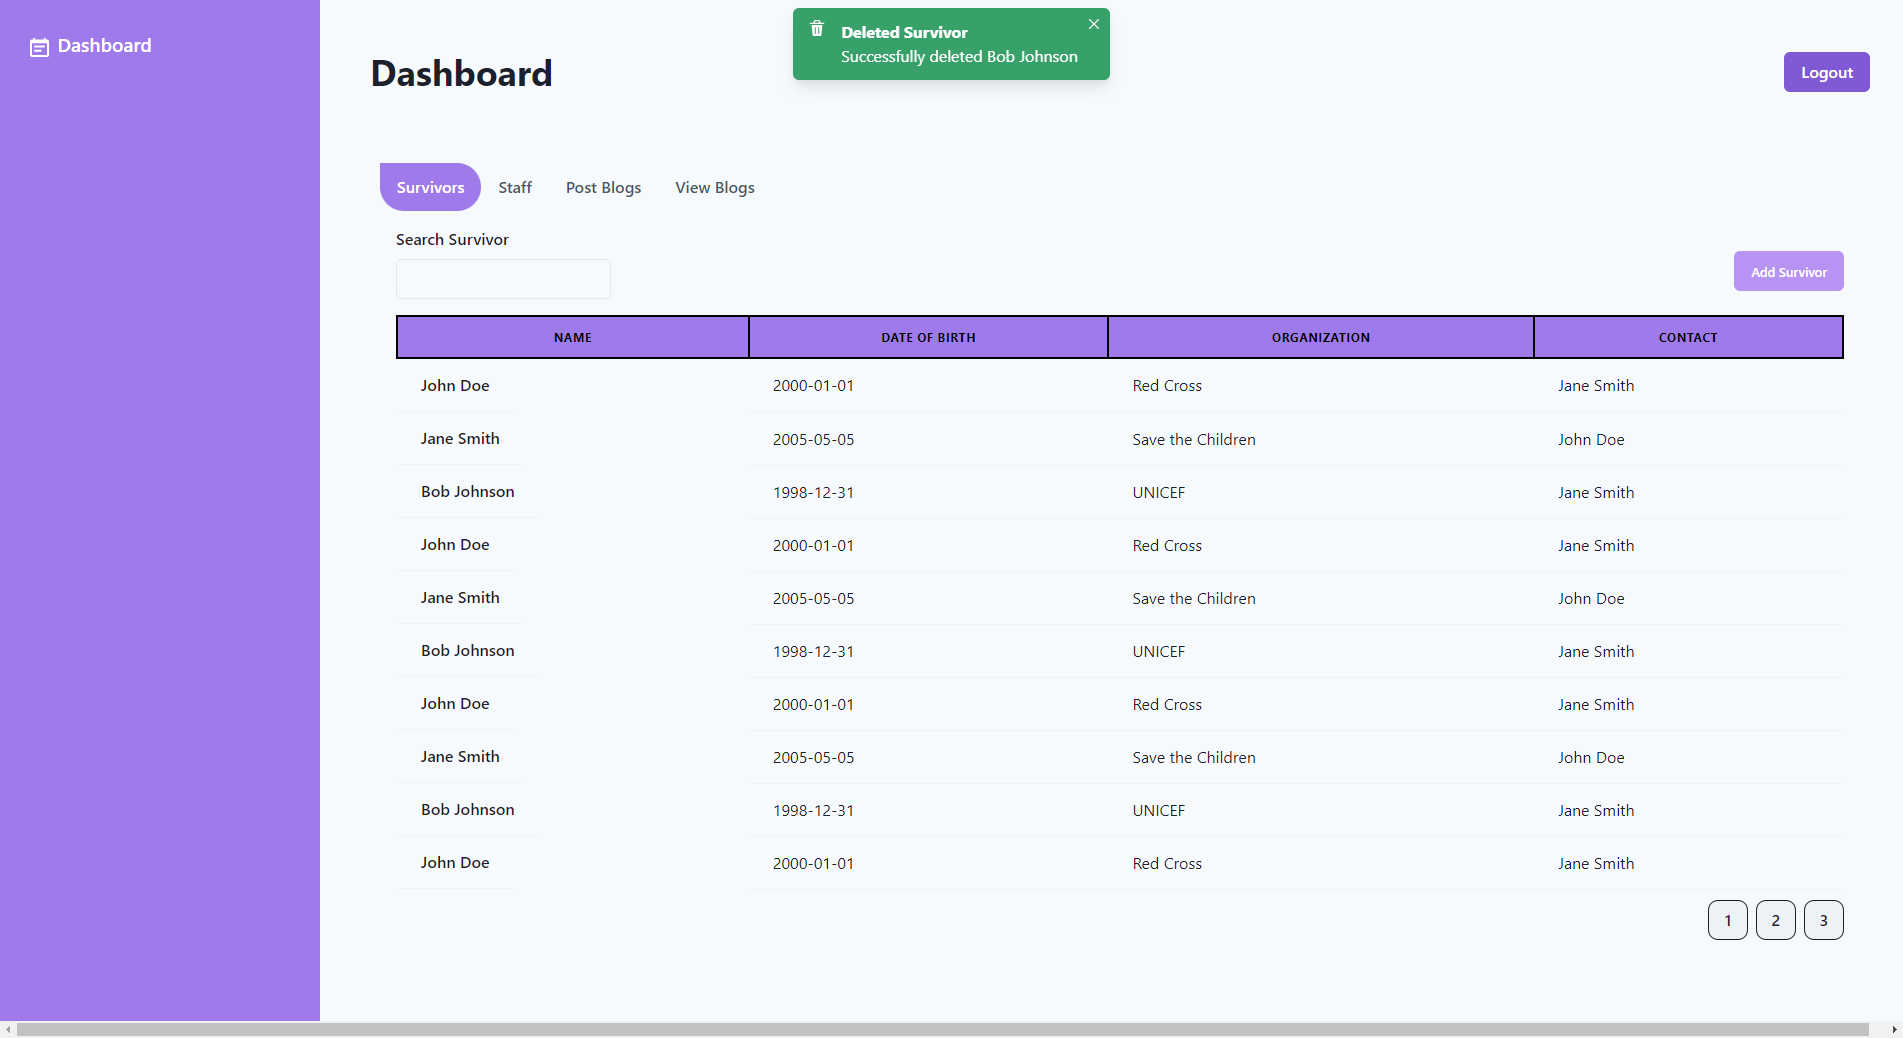 Dashboard
Deleted Survivor
Successfully deleted Bob Johnson
Dashboard
Logout
Survivors Staff Post Blogs View Blogs
Search Survivor
Add Survivor
NAME DATE OF BIRTH ORGANIZATION CONTACT
John Doe 2000-01-01 Red Cross Jane Smith
Jane Smith 2005-05-05 Save the Children John Doe
Bob Johnson 1998-12-31 UNICEF Jane Smith
John Doe 2000-01-01 Red Cross Jane Smith
Jane Smith 2005-05-05 Save the Children John Doe
Bob Johnson 1998-12-31 UNICEF Jane Smith
John Doe 2000-01-01 Red Cross Jane Smith
Jane Smith 2005-05-05 Save the Children John Doe
Bob Johnson 1998-12-31 UNICEF Jane Smith
John Doe 2000-01-01 Red Cross Jane Smith
1 2 3